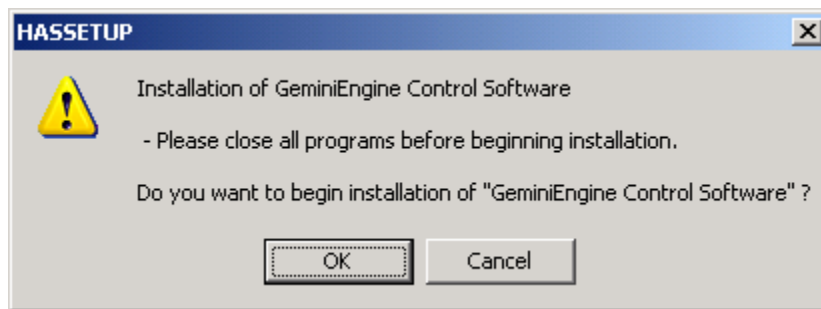 HASSETUP
Installation of GeminiEngine Control Software
- Please close all programs before beginning installation.
Do you want to begin installation of "GeminiEngine Control Software" ?
OK Cancel